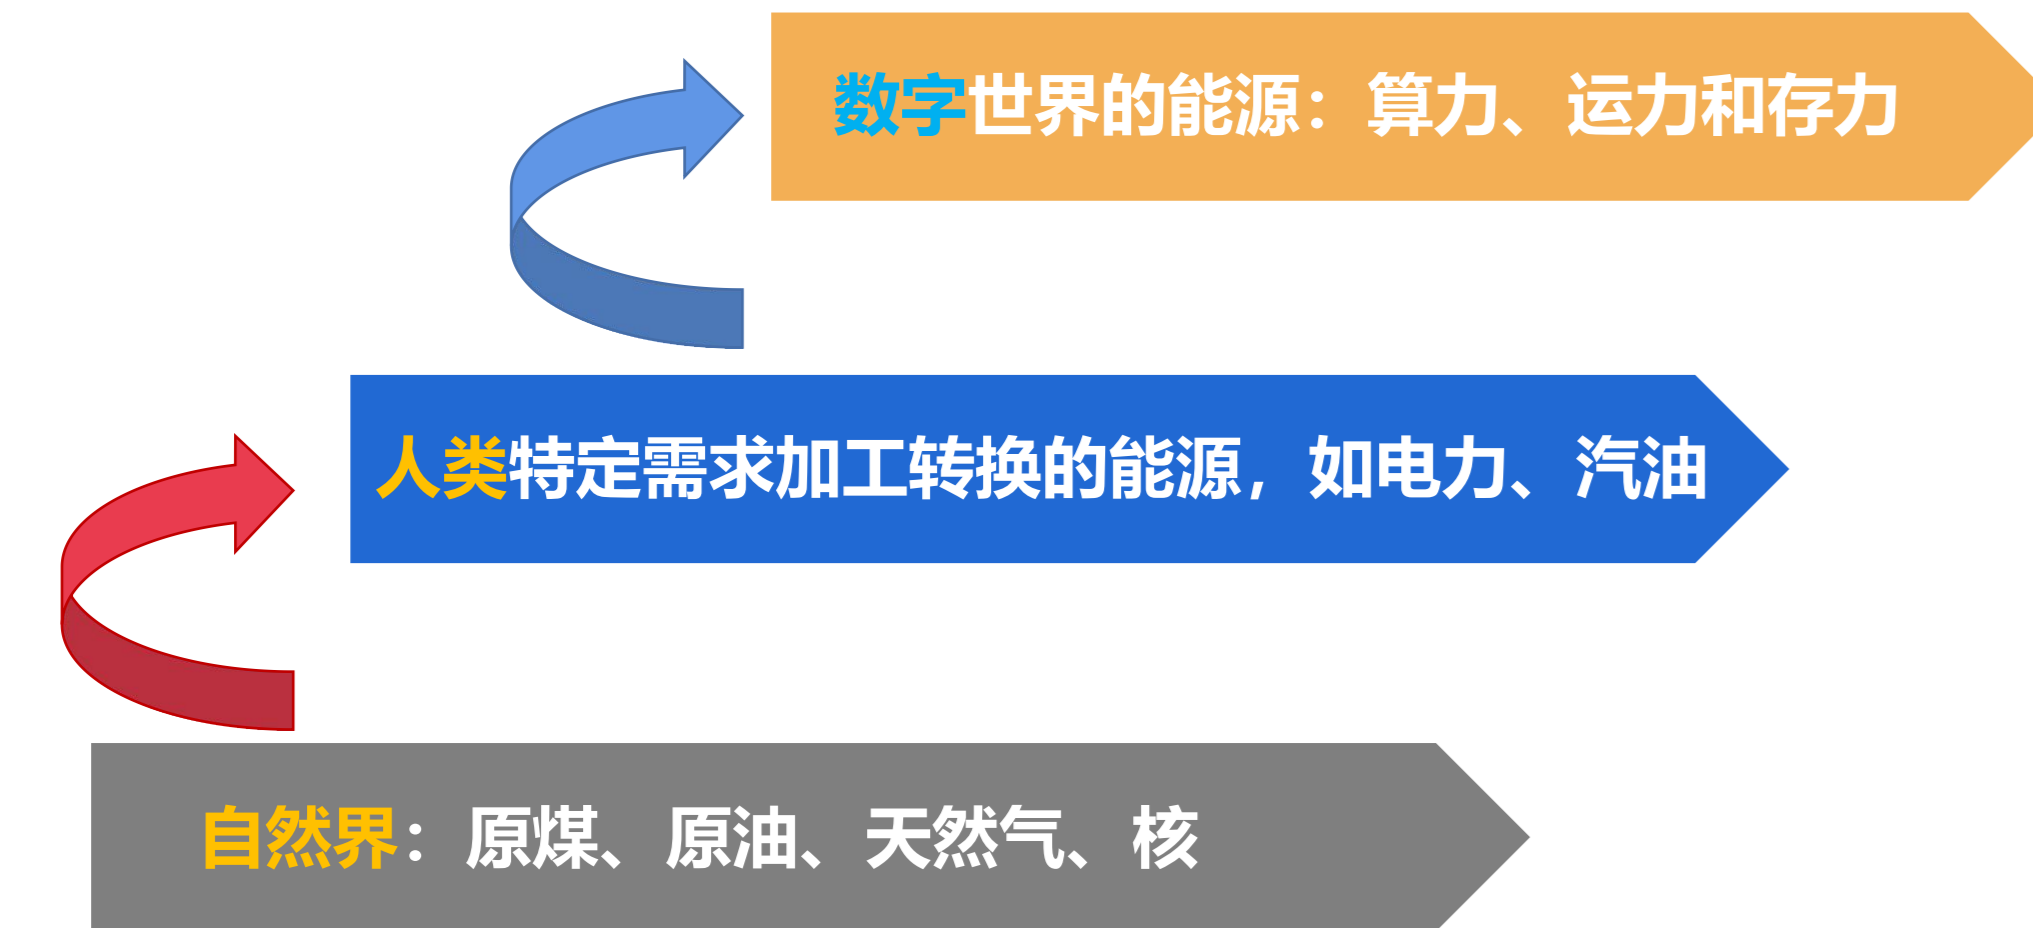 数字世界的能源：算力、运力和存力
人类特定需求加工转换的能源，如电力、汽油
自然界：原煤、原油、天然气、核